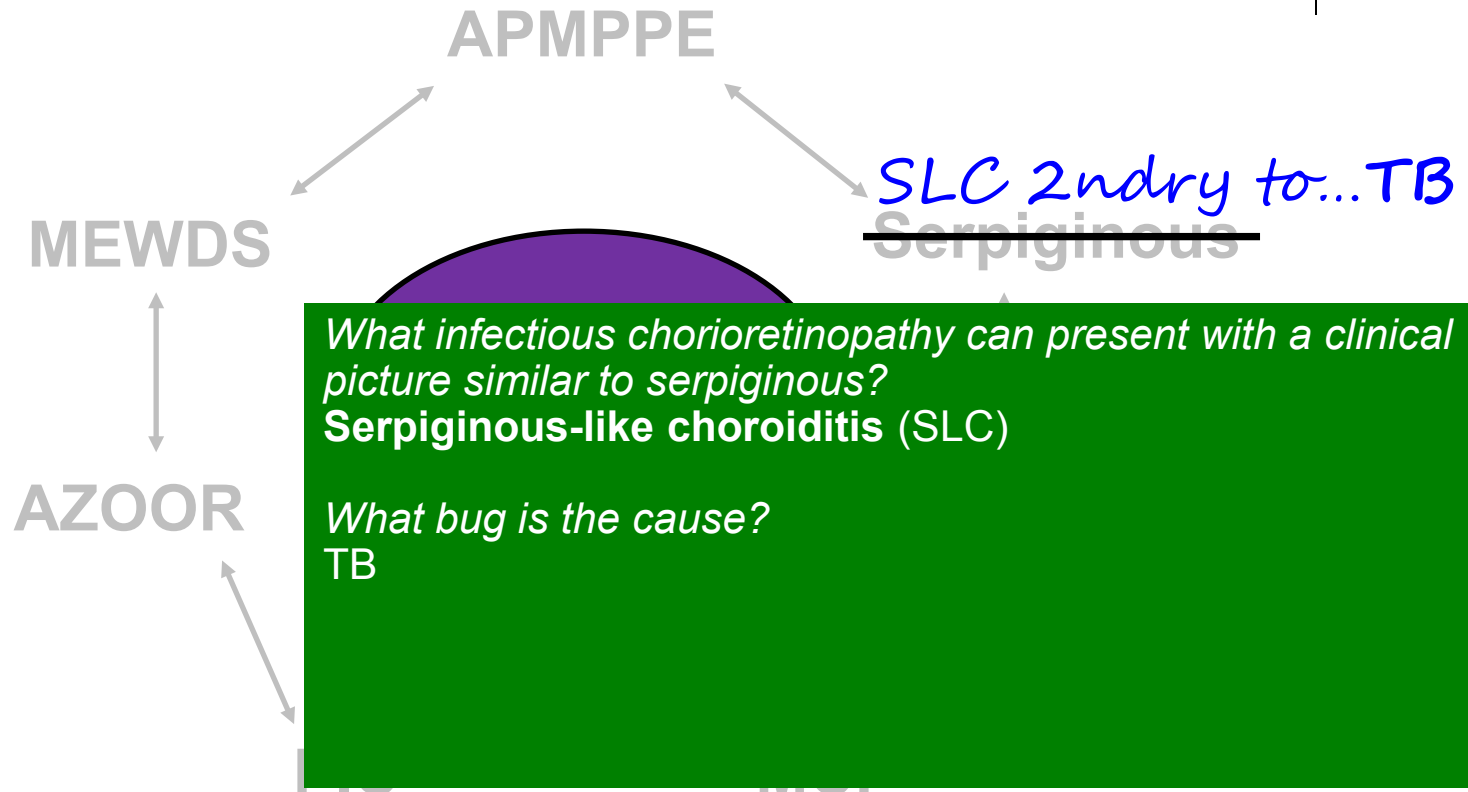 APMPPE
SLC 2ndry to...TB
MEWDS
Serpiginous
What infectious chorioretinopathy can present with a clinical
picture similar to serpiginous?
Serpiginous-like choroiditis (SLC)
What bug is the cause?
TB
AZOOR